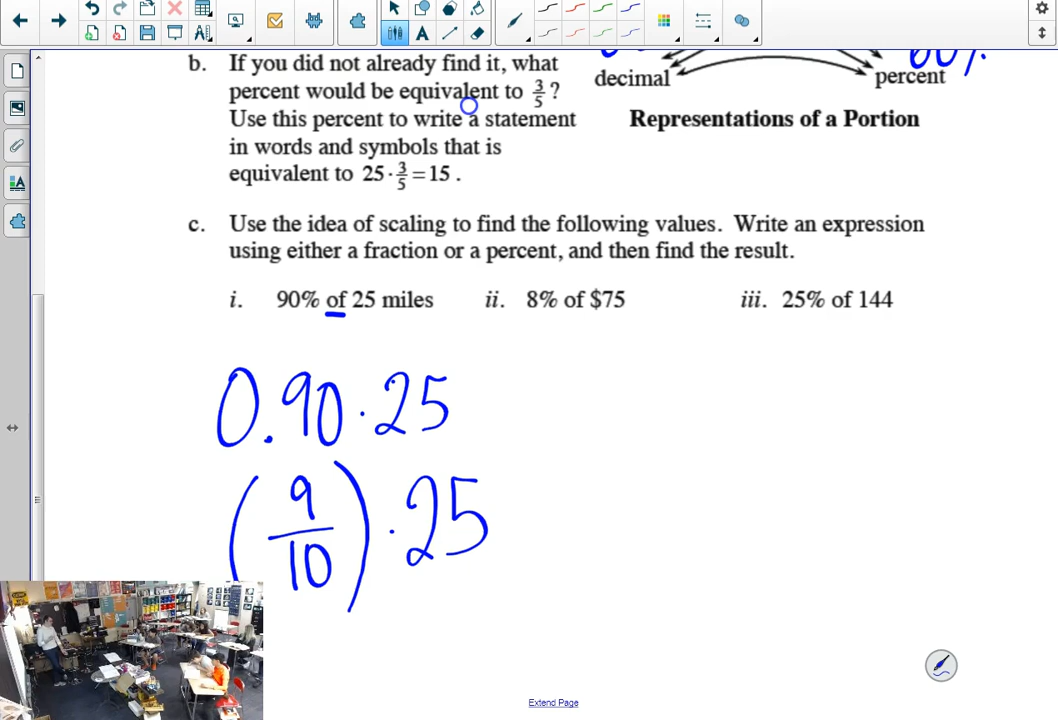 b. If you did not already find it, what
percent would be equivalent to 3/5?
Use this percent to write a statement
in words and symbols that is
equivalent to 25 · 3/5 = 15 .
decimal
percent
60%
Representations of a Portion
c. Use the idea of scaling to find the following values. Write an expression
using either a fraction or a percent, and then find the result.
i. 90% of 25 miles ii. 8% of $75 iii. 25% of 144
0.90 · 25
(9/10) · 25
Extend Page